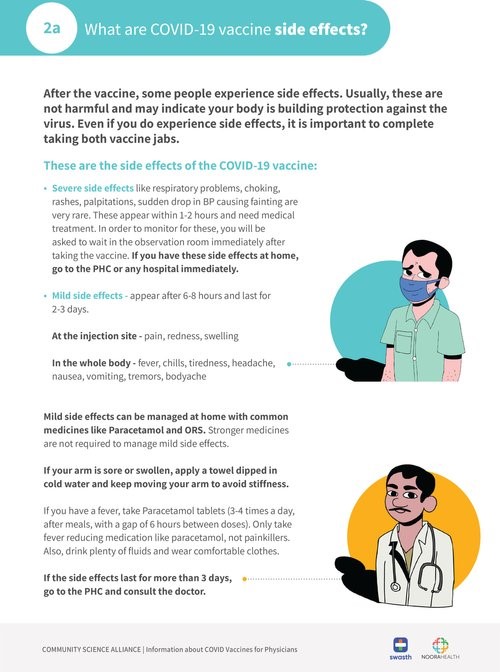 2a
What are COVID-19 vaccine side effects?
After the vaccine, some people experience side effects. Usually, these are
not harmful and may indicate your body is building protection against the
virus. Even if you do experience side effects, it is important to complete
taking both vaccine jabs.
These are the side effects of the COVID-19 vaccine:
• Severe side effects like respiratory problems, choking,
rashes, palpitations, sudden drop in BP causing fainting are
very rare. These appear within 1-2 hours and need medical
treatment. In order to monitor for these, you will be
asked to wait in the observation room immediately after
taking the vaccine. If you have these side effects at home,
go to the PHC or any hospital immediately.
• Mild side effects - appear after 6-8 hours and last for
2-3 days.
At the injection site - pain, redness, swelling
In the whole body - fever, chills, tiredness, headache,
nausea, vomiting, tremors, bodyache
Mild side effects can be managed at home with common
medicines like Paracetamol and ORS. Stronger medicines
are not required to manage mild side effects.
If your arm is sore or swollen, apply a towel dipped in
cold water and keep moving your arm to avoid stiffness.
If you have a fever, take Paracetamol tablets (3-4 times a day,
after meals, with a gap of 6 hours between doses). Only take
fever reducing medication like paracetamol, not painkillers.
Also, drink plenty of fluids and wear comfortable clothes.
If the side effects last for more than 3 days,
go to the PHC and consult the doctor.
COMMUNITY SCIENCE ALLIANCE | Information about COVID Vaccines for Physicians
swasth
NOORAHEALTH